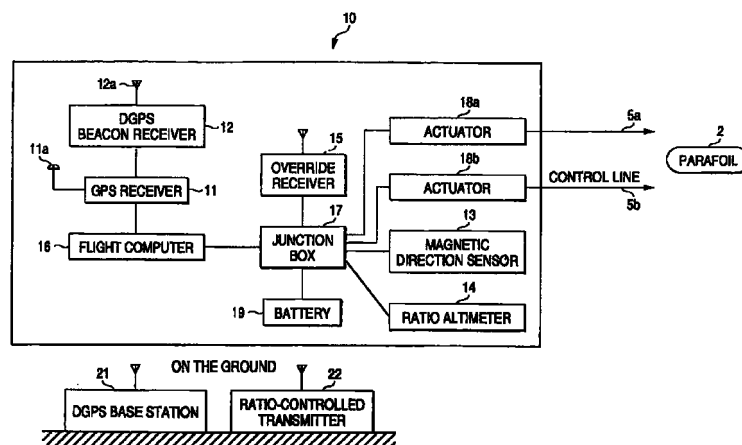 10
12a
DGPS
BEACON RECEIVER
12
11a
GPS RECEIVER
11
16
FLIGHT COMPUTER
15
OVERRIDE
RECEIVER
17
JUNCTION
BOX
19
BATTERY
18a
ACTUATOR
5a
18b
ACTUATOR
CONTROL LINE
5b
2
PARAFOIL
13
MAGNETIC
DIRECTION SENSOR
14
RATIO ALTIMETER
ON THE GROUND
21
DGPS BASE STATION
22
RATIO-CONTROLLED
TRANSMITTER